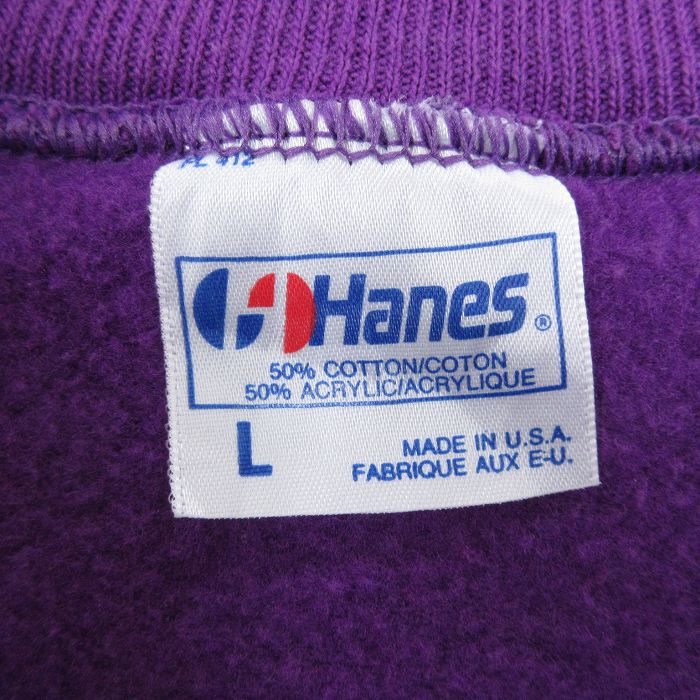 Hanes®
50% COTTON/COTON
50% ACRYLIC/ACRYLIQUE
L
MADE IN U.S.A.
FABRIQUE AUX E-U.